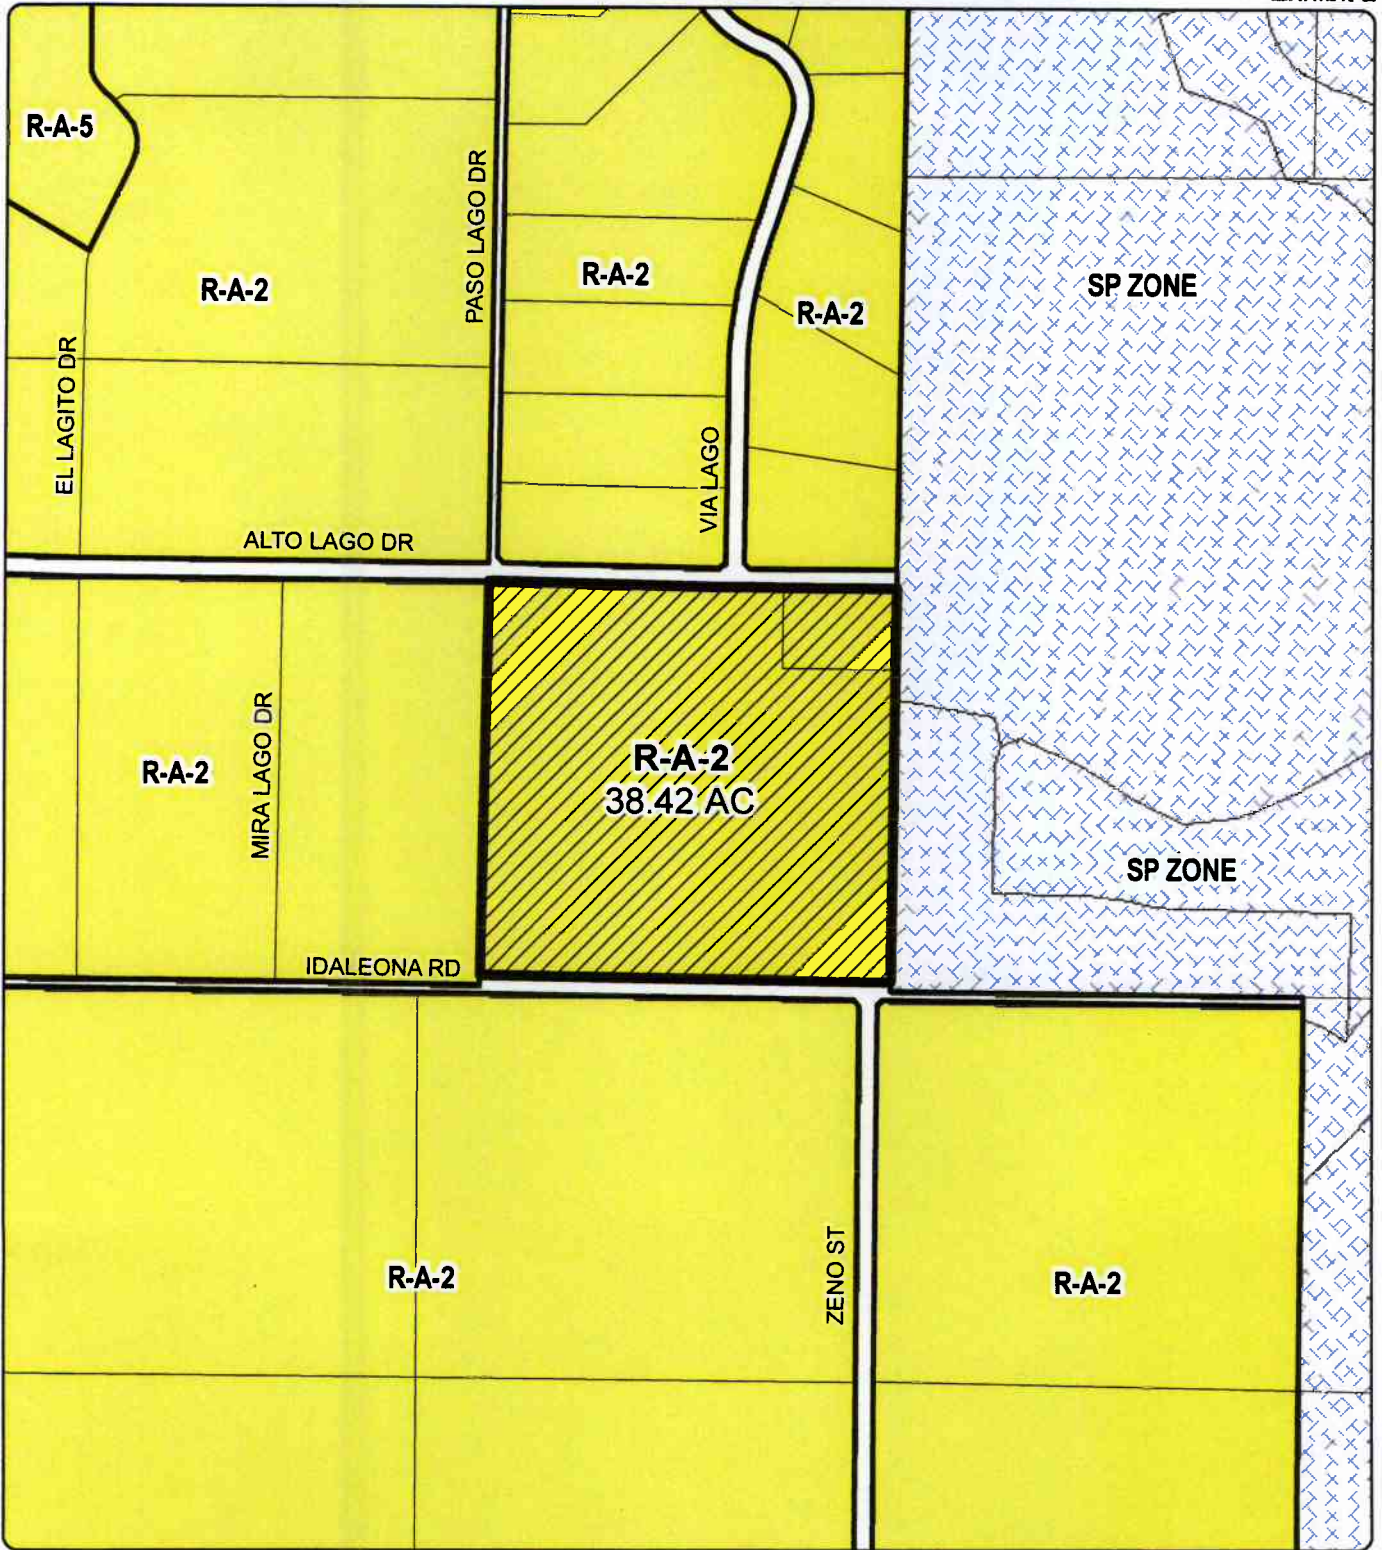 R-A-5
PASO LAGO DR
R-A-2
R-A-2
R-A-2
SP ZONE
EL LAGITO DR
VIA LAGO
ALTO LAGO DR
R-A-2
38.42 AC
R-A-2
MIRA LAGO DR
SP ZONE
IDALEONA RD
R-A-2
ZENO ST
R-A-2